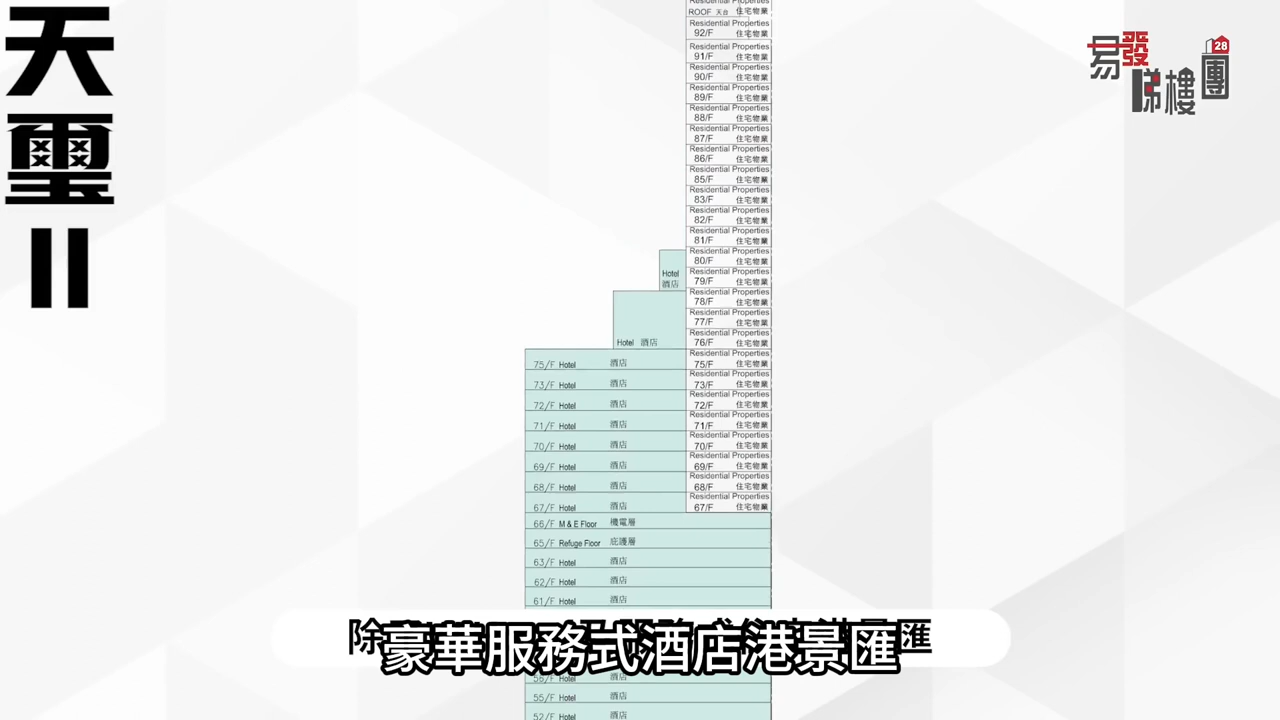 天
璽
II
易發
睇樓團
28
Residential Properties
ROOF 天台 住宅物業
Residential Properties
92/F 住宅物業
Residential Properties
91/F 住宅物業
Residential Properties
90/F 住宅物業
Residential Properties
89/F 住宅物業
Residential Properties
88/F 住宅物業
Residential Properties
87/F 住宅物業
Residential Properties
86/F 住宅物業
Residential Properties
85/F 住宅物業
Residential Properties
83/F 住宅物業
Residential Properties
82/F 住宅物業
Residential Properties
81/F 住宅物業
Residential Properties
80/F 住宅物業
Residential Properties
79/F 住宅物業
Residential Properties
78/F 住宅物業
Residential Properties
77/F 住宅物業
Residential Properties
76/F 住宅物業
Residential Properties
75/F 住宅物業
Residential Properties
73/F 住宅物業
Residential Properties
72/F 住宅物業
Residential Properties
71/F 住宅物業
Residential Properties
70/F 住宅物業
Residential Properties
69/F 住宅物業
Residential Properties
68/F 住宅物業
Residential Properties
67/F 住宅物業
Hotel
酒店
Hotel 酒店
75/F Hotel 酒店
73/F Hotel 酒店
72/F Hotel 酒店
71/F Hotel 酒店
70/F Hotel 酒店
69/F Hotel 酒店
68/F Hotel 酒店
67/F Hotel 酒店
66/F M & E Floor 機電層
65/F Refuge Floor 庇護層
63/F Hotel 酒店
62/F Hotel 酒店
61/F Hotel 酒店
除
匯
豪華服務式酒店港景匯
56/F Hotel 酒店
55/F Hotel 酒店
52/F Hotel 酒店